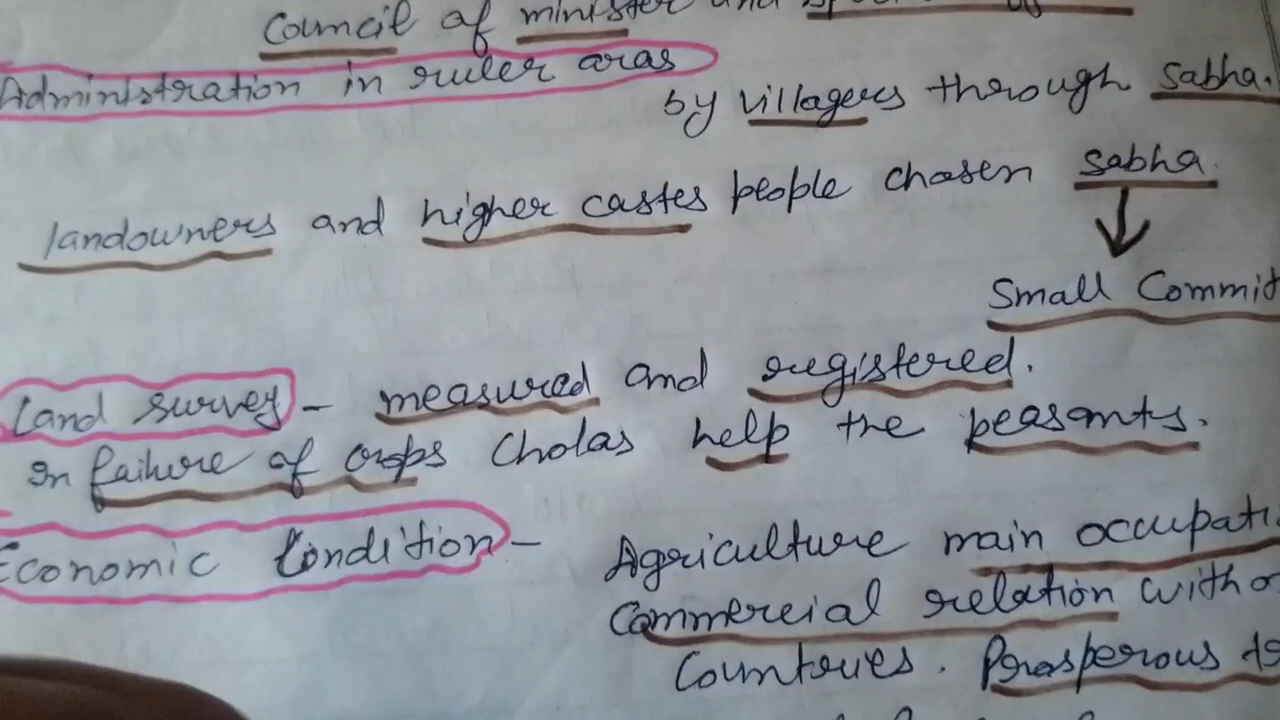 Council of minister and
Administration in ruler aras
by villagers through sabha.
landowners and higher castes people chosen sabha.
Small Commit
Land survey - measured and registered.
In failure of crops Cholas help the peasants.
Economic Condition - Agriculture main occupati
Commercial relation with o
Countries. Prosperous